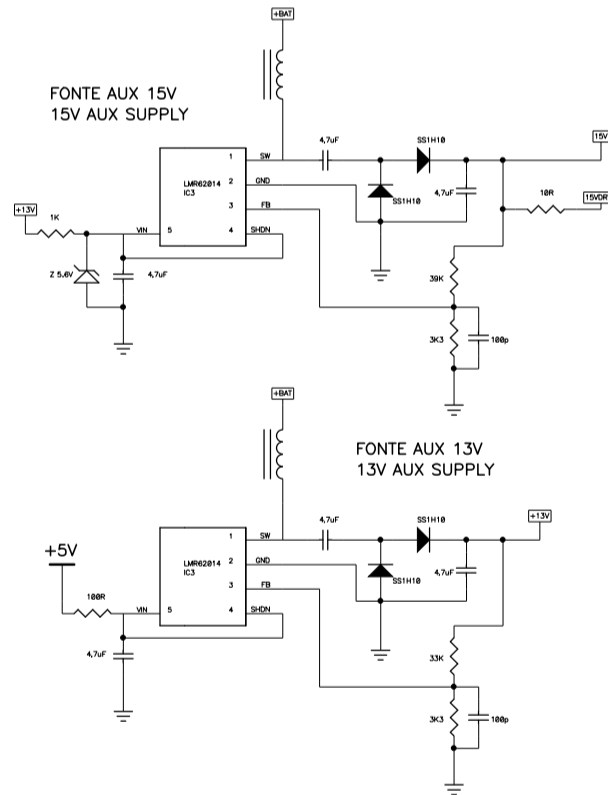 +BAT
FONTE AUX 15V
15V AUX SUPPLY
4,7uF
SS1H10
15V
1
SW
LMR62014
IC3
2
GND
SS1H10
4,7uF
10R
15VDR
3
FB
+13V
1K
VIN
5
4
SHDN
Z 5.6V
4,7uF
39K
3K3
100p
+BAT
FONTE AUX 13V
13V AUX SUPPLY
4,7uF
SS1H10
+13V
1
SW
+5V
LMR62014
IC3
2
GND
SS1H10
4,7uF
3
FB
100R
VIN
5
4
SHDN
4,7uF
33K
3K3
100p